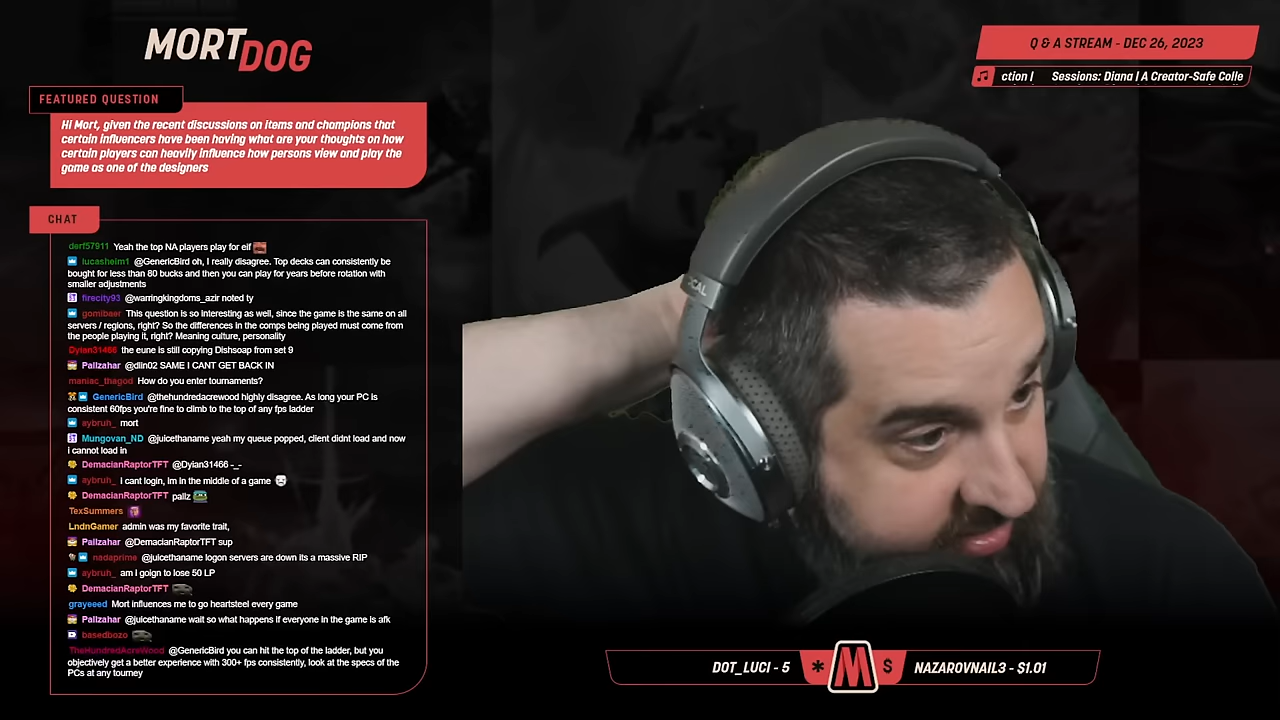 MORTDOG
Q & A STREAM - DEC 26, 2023
ction | Sessions: Diana | A Creator-Safe Colle
FEATURED QUESTION
Hi Mort, given the recent discussions on items and champions that
certain influencers have been having what are your thoughts on how
certain players can heavily influence how persons view and play the
game as one of the designers
CHAT
derf57911 Yeah the top NA players play for eif
lucashelm1 @GenericBird oh, I really disagree. Top decks can consistently be
bought for less than 80 bucks and then you can play for years before rotation with
smaller adjustments
firecity93 @warringkingdoms_azir noted ty
gomibaer This question is so interesting as well, since the game is the same on all
servers / regions, right? So the differences in the comps being played must come from
the people playing it, right? Meaning culture, personality
Dylan31466 the eune is still copying Dishsoap from set 9
Pallzahar @dlin02 SAME I CANT GET BACK IN
maniac_thagod How do you enter tournaments?
GenericBird @thehundredacrewood highly disagree. As long your PC is
consistent 60fps you're fine to climb to the top of any fps ladder
aybruh_ mort
Mungovan_ND @juicethaname yeah my queue popped, client didnt load and now
i cannot load in
DemacianRaptorTFT @Dylan31466 -_-
aybruh_ I cant login, im in the middle of a game
DemacianRaptorTFT pallz
TexSummers
LndnGamer admin was my favorite trait,
Pallzahar @DemacianRaptorTFT sup
nadaprime @juicethaname logon servers are down its a massive RIP
aybruh_ am i goign to lose 50 LP
DemacianRaptorTFT
grayeeed Mort influences me to go heartsteel every game
Pallzahar @juicethaname wait so what happens if everyone in the game is afk
basedbozo
TheHundredAcreWood @GenericBird you can hit the top of the ladder, but you
objectively get a better experience with 300+ fps consistently, look at the specs of the
PCs at any tourney
DOT_LUCI - 5 * M $ NAZAROVNAIL3 - $1.01